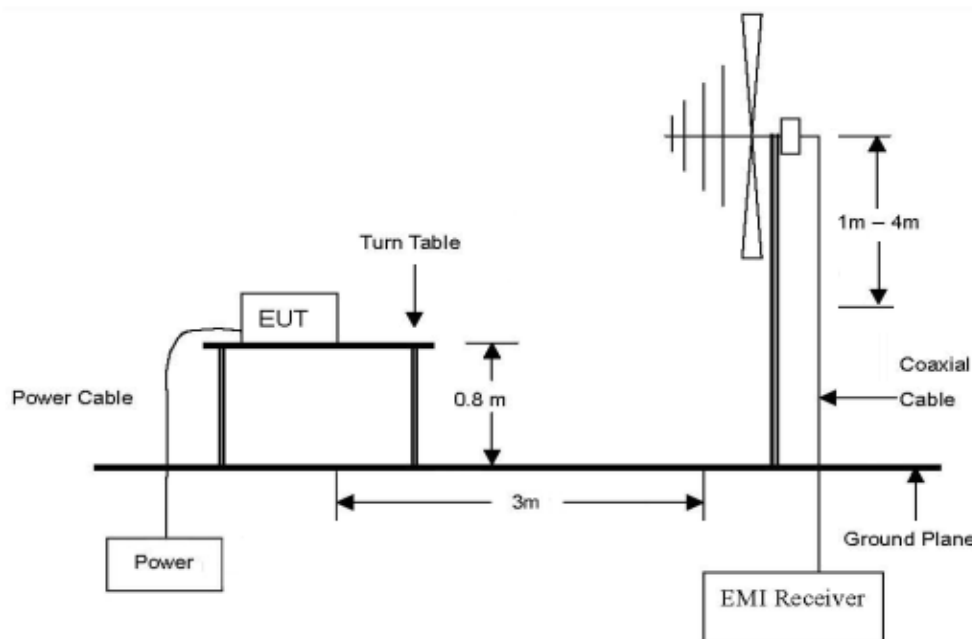 1m – 4m
Turn Table
EUT
Coaxial
Cable
Power Cable
0.8 m
3m
Ground Plane
Power
EMI Receiver